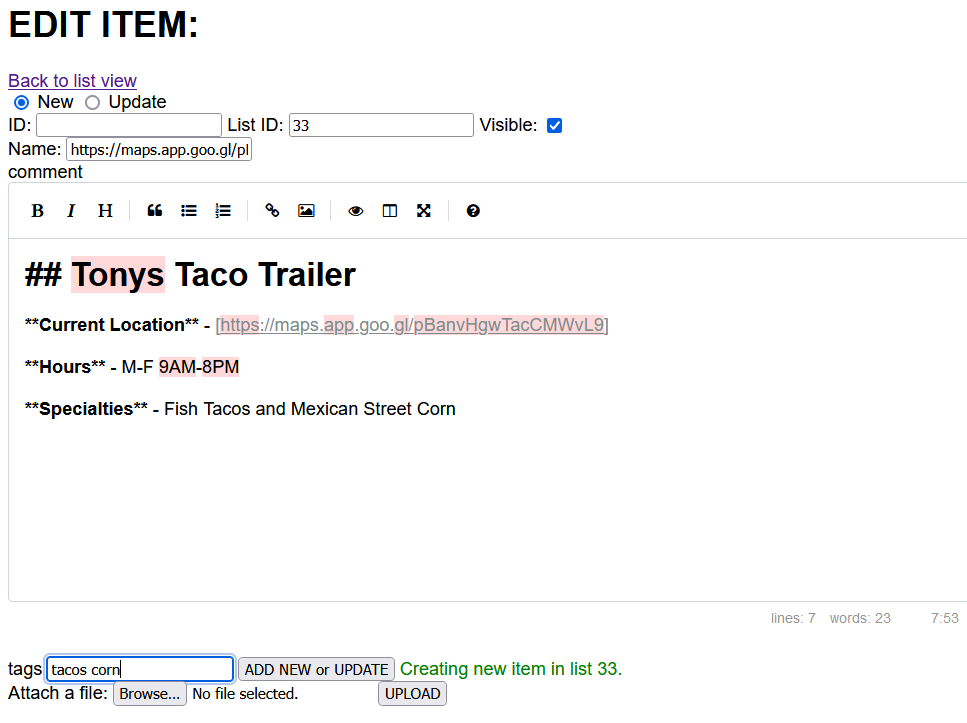 EDIT ITEM:
Back to list view
New Update
ID: List ID: 33 Visible:
Name: https://maps.app.goo.gl/pl
comment
B I H
## Tonys Taco Trailer
**Current Location** - [https://maps.app.goo.gl/pBanvHgwTacCMWvL9]
**Hours** - M-F 9AM-8PM
**Specialties** - Fish Tacos and Mexican Street Corn
lines: 7 words: 23 7:53
tags tacos corn ADD NEW or UPDATE Creating new item in list 33.
Attach a file: Browse... No file selected. UPLOAD